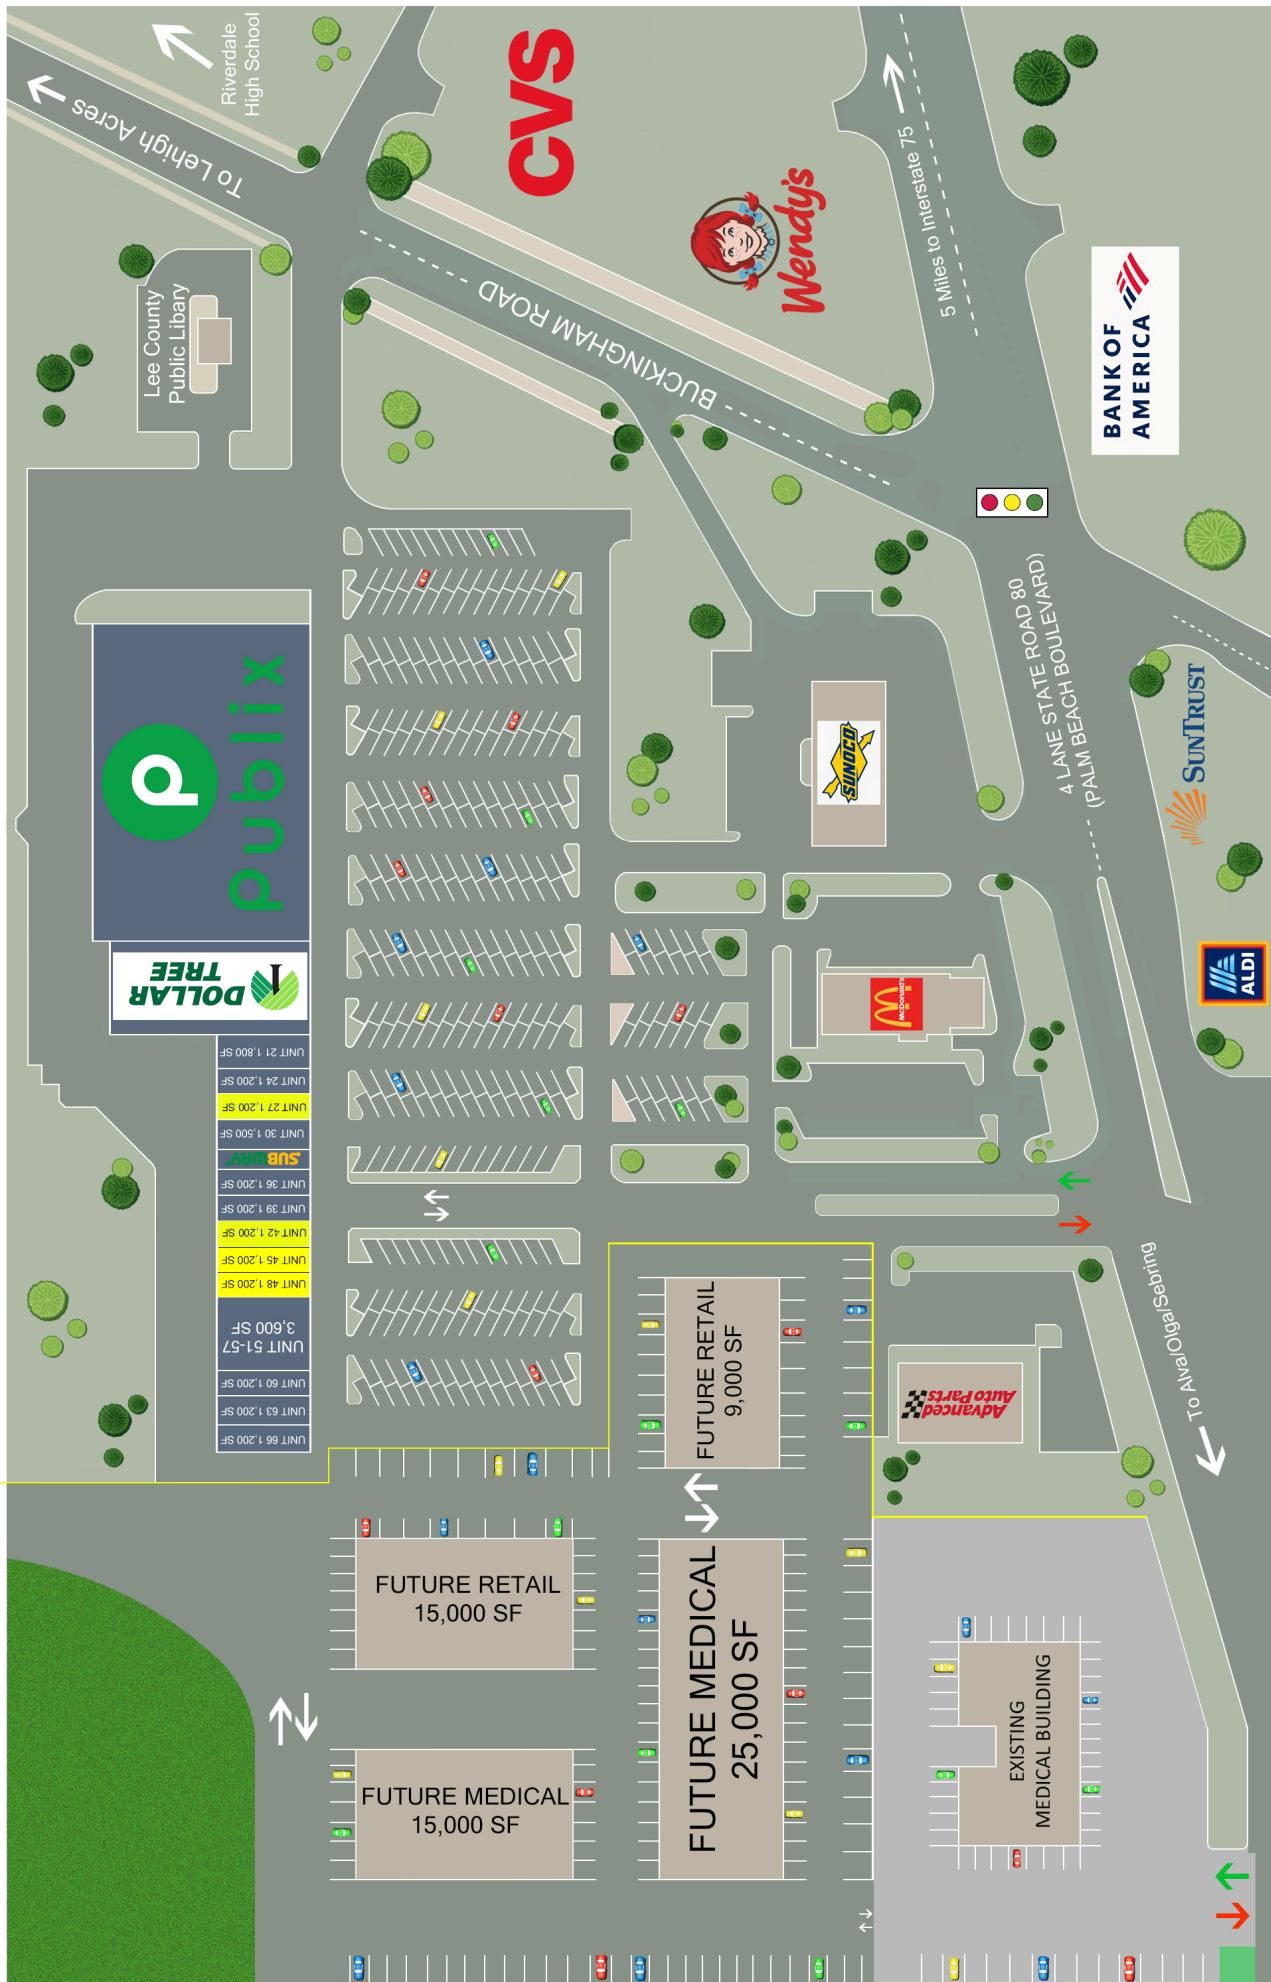 Riverdale
High School
To Lehigh Acres
CVS
5 Miles to Interstate 75
Wendy's
Lee County
Public Libary
BUCKINGHAM ROAD
BANK OF
AMERICA
4 LANE STATE ROAD 80
(PALM BEACH BOULEVARD)
SUNTRUST
p
publix
SUNOCO
ALDI
DOLLAR
TREE
1
McDonald's
UNIT 21 1,800 SF
UNIT 24 1,200 SF
UNIT 27 1,200 SF
UNIT 30 1,500 SF
SUBWAY
UNIT 36 1,200 SF
UNIT 39 1,200 SF
UNIT 42 1,200 SF
UNIT 45 1,200 SF
UNIT 48 1,200 SF
UNIT 51-57
3,600 SF
UNIT 60 1,200 SF
UNIT 63 1,200 SF
UNIT 66 1,200 SF
FUTURE RETAIL
9,000 SF
To Alva/Olga/Sebring
Advanced
Auto Parts
FUTURE RETAIL
15,000 SF
FUTURE MEDICAL
25,000 SF
FUTURE MEDICAL
15,000 SF
EXISTING
MEDICAL BUILDING